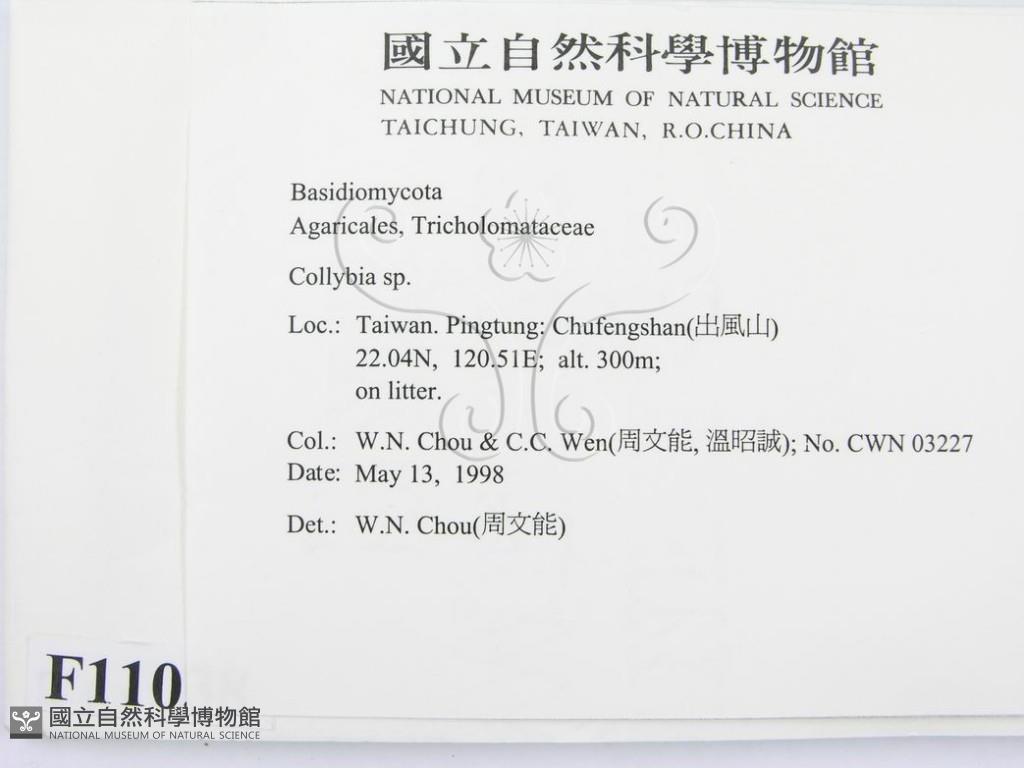 國立自然科學博物館
NATIONAL MUSEUM OF NATURAL SCIENCE
TAICHUNG, TAIWAN, R.O.CHINA
Basidiomycota
Agaricales, Tricholomataceae
Collybia sp.
Loc.: Taiwan. Pingtung: Chufengshan(出風山)
22.04N, 120.51E; alt. 300m;
on litter.
Col.: W.N. Chou & C.C. Wen(周文能, 溫昭誠); No. CWN 03227
Date: May 13, 1998
Det.: W.N. Chou(周文能)
F110
國立自然科學博物館
NATIONAL MUSEUM OF NATURAL SCIENCE